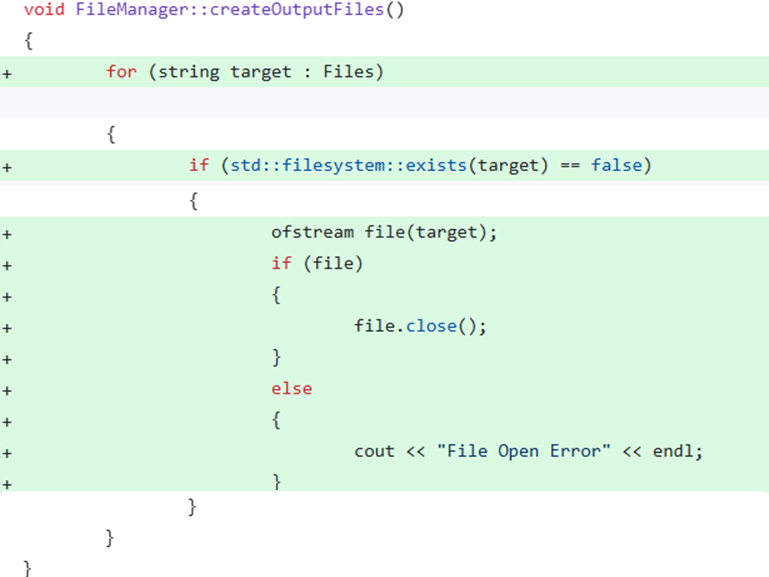 void FileManager::createOutputFiles()
{
+ for (string target : Files)
{
+ if (std::filesystem::exists(target) == false)
{
+ ofstream file(target);
+ if (file)
+ {
+ file.close();
+ }
+ else
+ {
+ cout << "File Open Error" << endl;
+ }
}
}
}